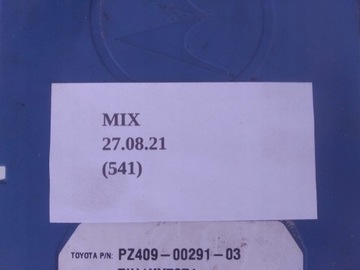 MIX
27.08.21
(541)
TOYOTA P/N: PZ409-00291-03